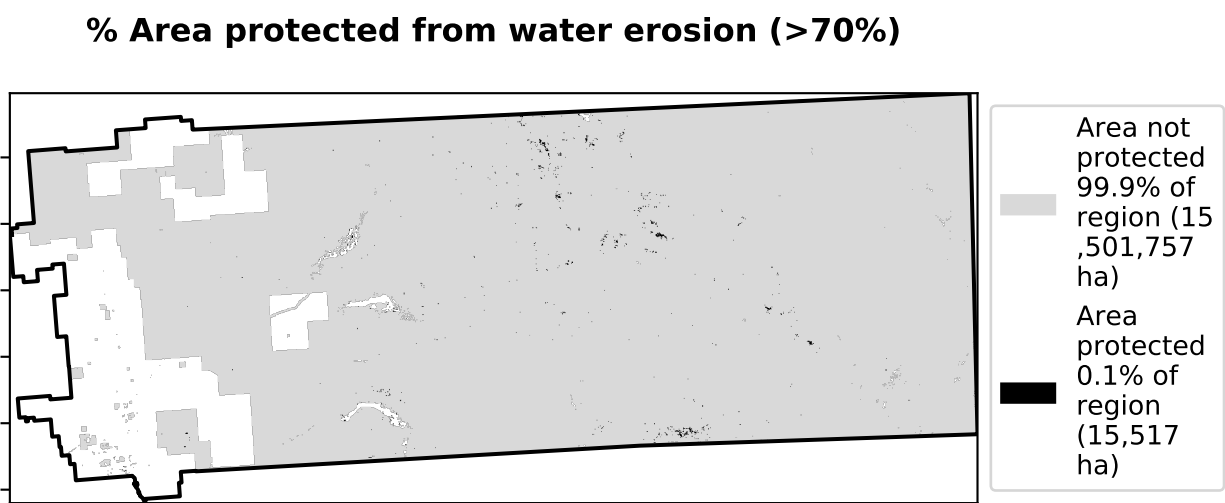 % Area protected from water erosion (>70%)
Area not
protected
99.9% of
region (15
,501,757
ha)
Area
protected
0.1% of
region
(15,517
ha)